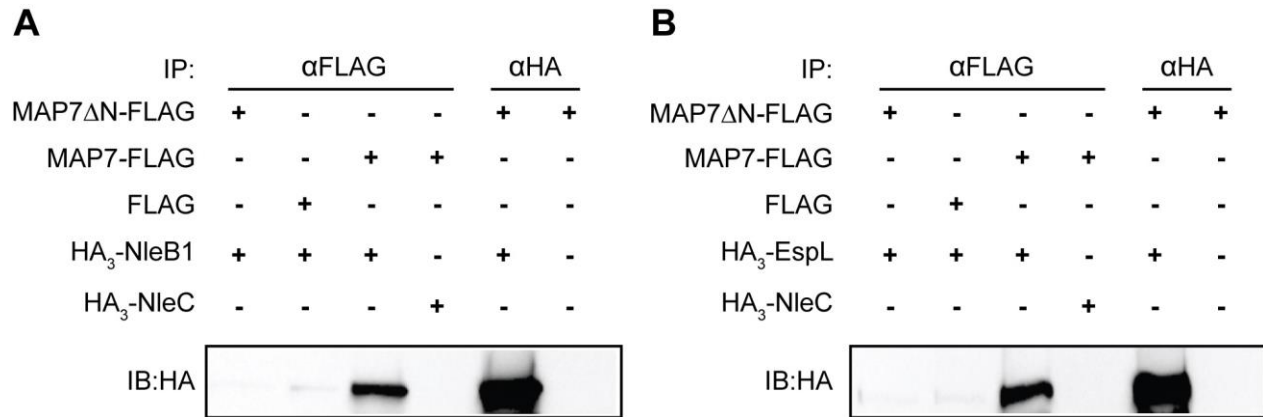 A
IP: αFLAG αHA
MAP7ΔN-FLAG + - - - + +
MAP7-FLAG - - + + - -
FLAG - + - - - -
HA₃-NleB1 + + + - + -
HA₃-NleC - - - + - -
IB:HA
B
IP: αFLAG αHA
MAP7ΔN-FLAG + - - - + +
MAP7-FLAG - - + + - -
FLAG - + - - - -
HA₃-EspL + + + - + -
HA₃-NleC - - - + - -
IB:HA